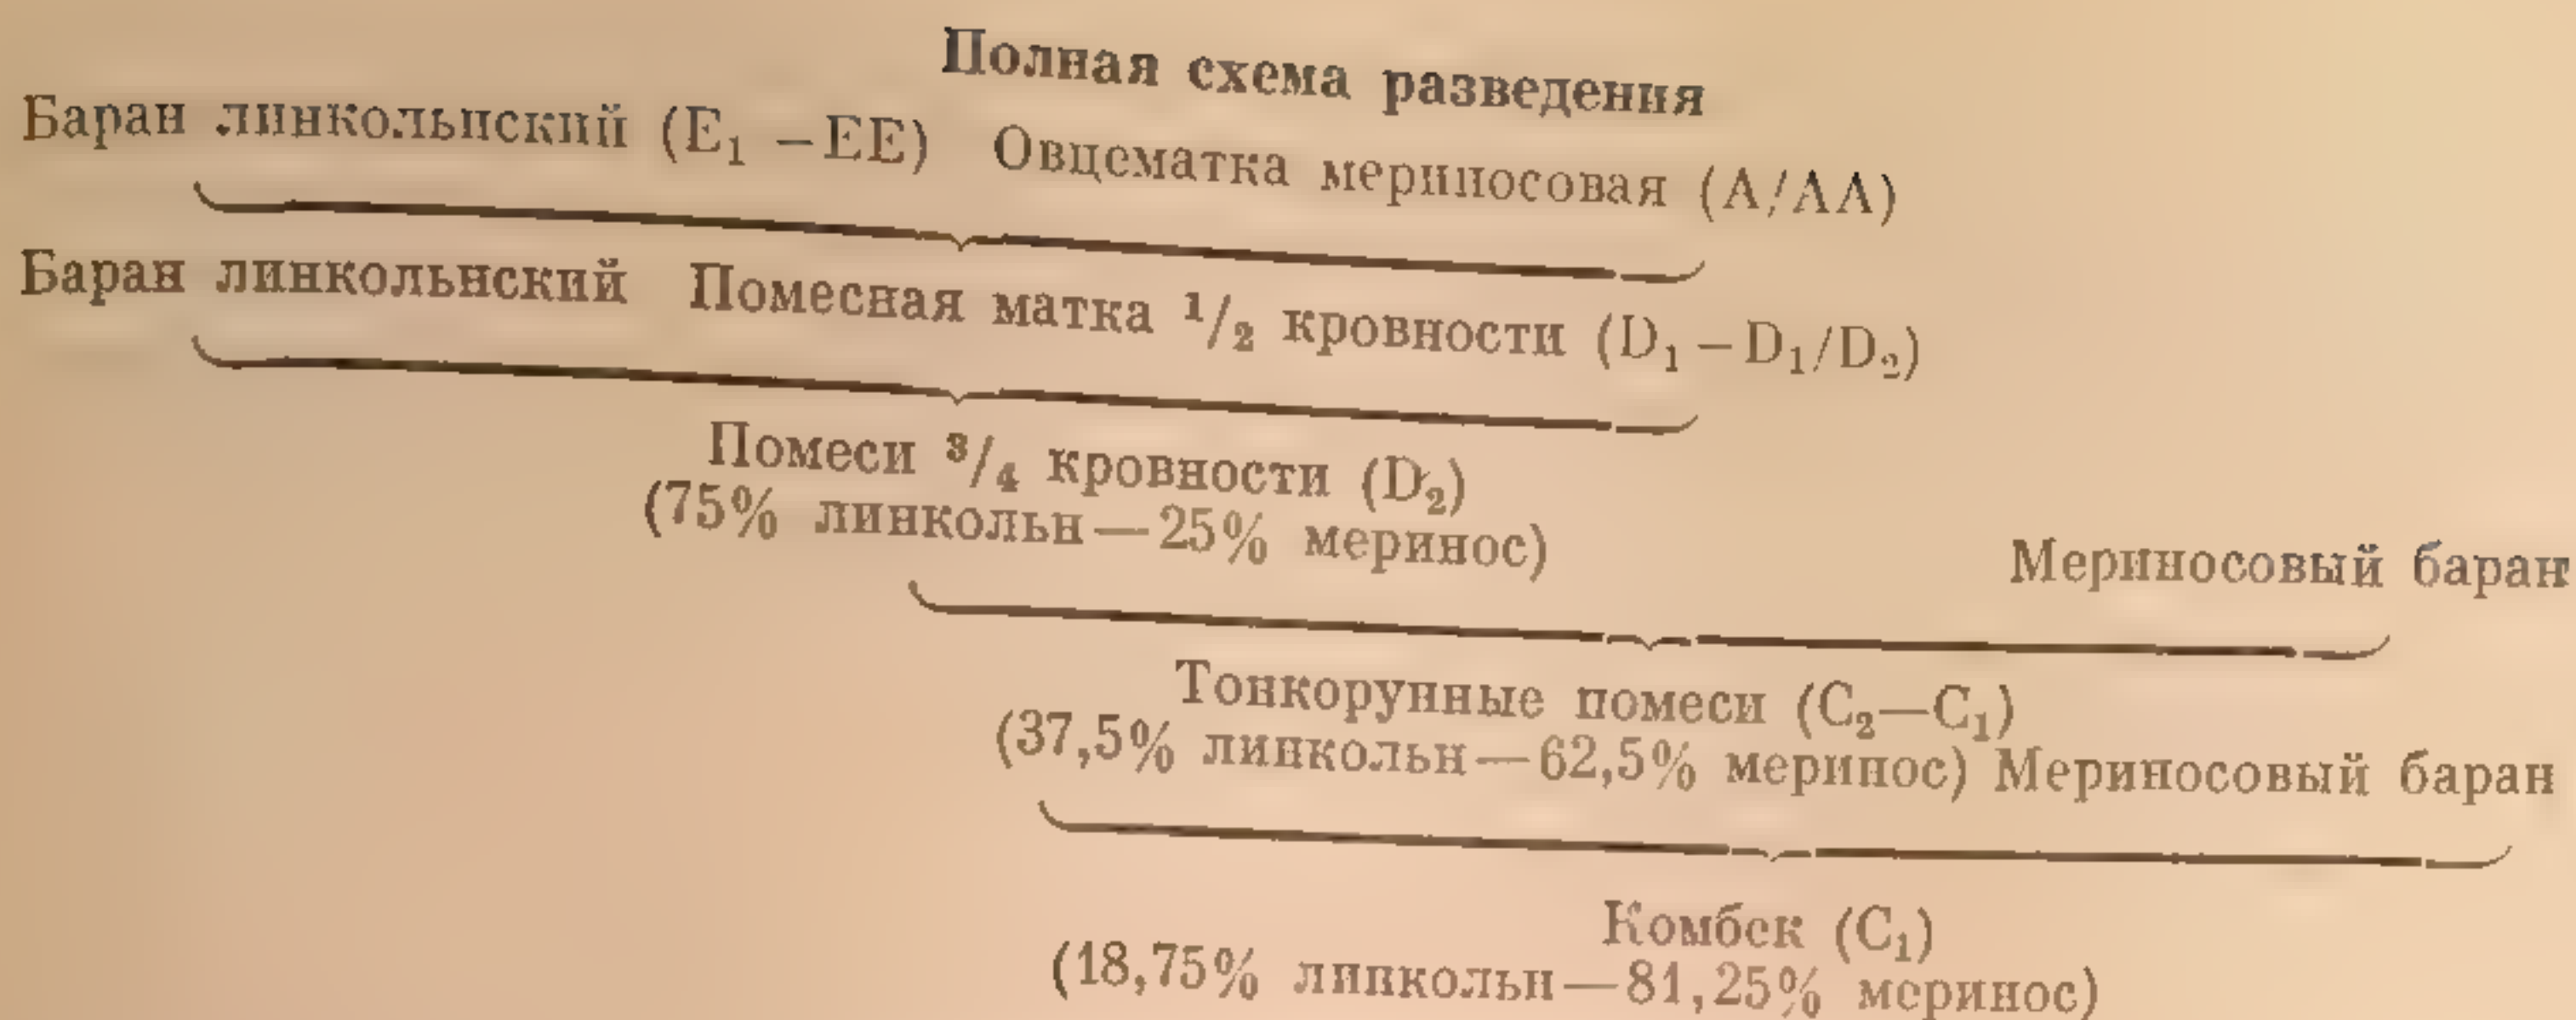 Полная схема разведения
Баран линкольнский (E₁ –EE) Овцематка мериносовая (A/AA)
Баран линкольнский Помесная матка ¹/₂ кровности (D₁ – D₁/D₂)
Помеси ³/₄ кровности (D₂)
(75% линкольн—25% меринос)
Мериносовый баран
Тонкорунные помеси (C₂—C₁)
(37,5% линкольн—62,5% меринос) Мериносовый баран
Комбек (C₁)
(18,75% линкольн—81,25% меринос)